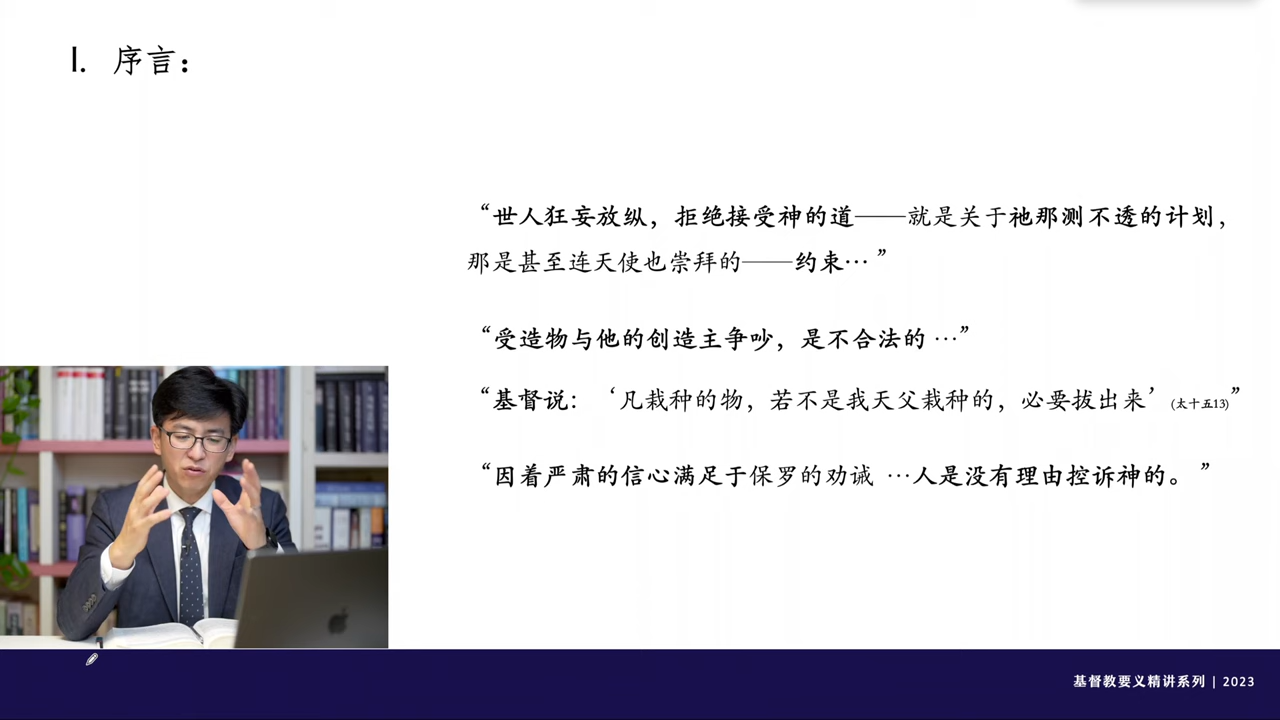 I. 序言：
“世人狂妄放纵，拒绝接受神的道——就是关于祂那测不透的计划，
那是甚至连天使也崇拜的——约束… ”
“受造物与他的创造主争吵，是不合法的 …”
“基督说：‘凡栽种的物，若不是我天父栽种的，必要拔出来’ (太十五13)”
“因着严肃的信心满足于保罗的劝诫 …人是没有理由控诉神的。 ”
基督教要义精讲系列 | 2023